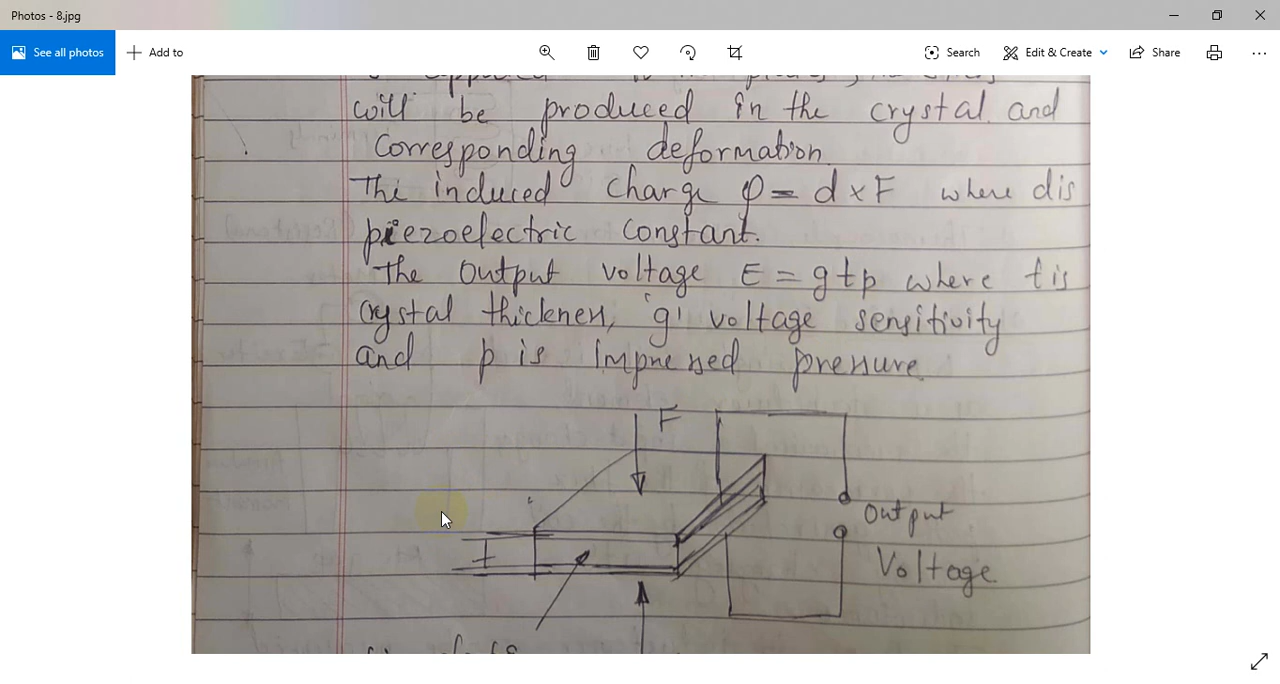 Photos - 8.jpg
See all photos
Add to
Search
Edit & Create
Share
will be produced in the crystal and
corresponding deformation.
The induced charge φ = d x F where d is
piezoelectric constant.
The output voltage E = g t p where t is
crystal thickness, 'g' voltage sensitivity
and p is impressed pressure.
F
Output
Voltage
t